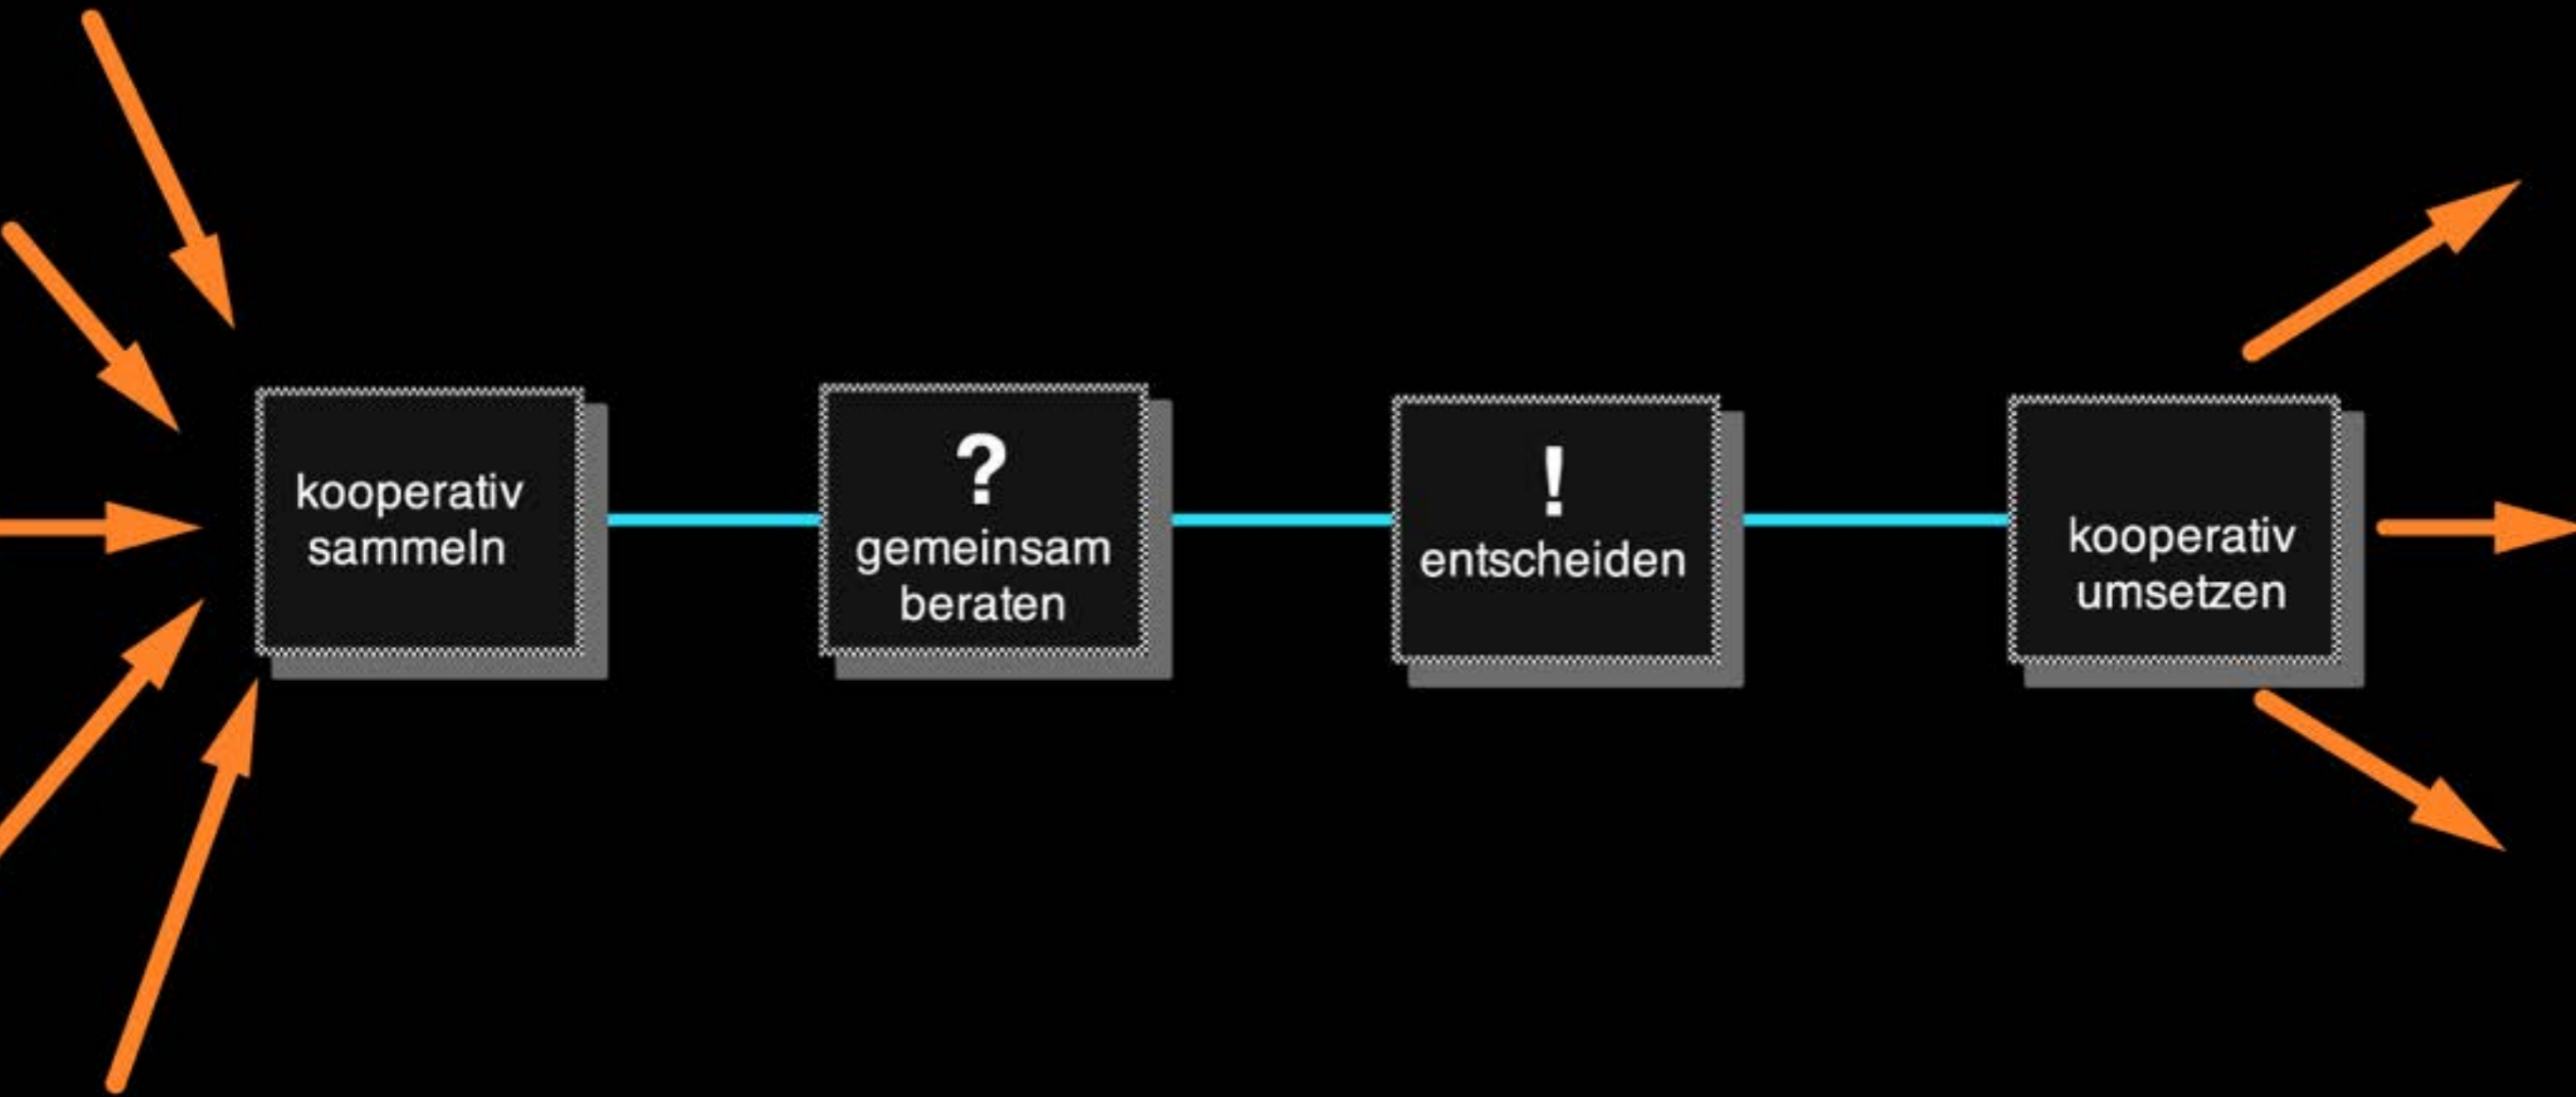 kooperativ
sammeln
?
gemeinsam
beraten
!
entscheiden
kooperativ
umsetzen